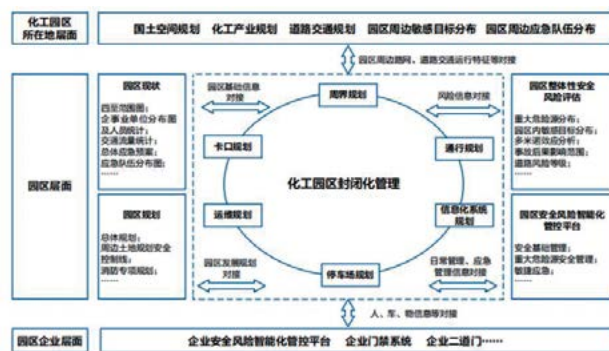 化工园区
所在地层面
国土空间规划 化工产业规划 道路交通规划 园区周边敏感目标分布 园区周边应急队伍分布
园区周边路网、道路交通运行特征等对接
园区层面
园区现状
四至范围图；
企事业单位分布图
及人员统计；
交通流量统计；
总体应急预案；
应急队伍分布图；
……
园区规划
总体规划；
周边土地规划安全
控制线；
消防专项规划；
……
园区基础信息
对接
周界规划
风险信息对接
卡口规划
通行规划
化工园区封闭化管理
运维规划
信息化系统
规划
园区发展规划
对接
停车场规划
日常管理、应急
管理信息对接
园区整体性安全
风险评估
重大危险源分布；
园区内敏感目标分布；
多米诺效应分析；
事故后果影响范围；
道路风险等级；
……
园区安全风险智能化
管控平台
安全基础管理；
重大危险源安全管理；
敏捷应急；
……
人、车、物信息等对接
园区企业层面
企业安全风险智能化管控平台 企业门禁系统 企业二道门……